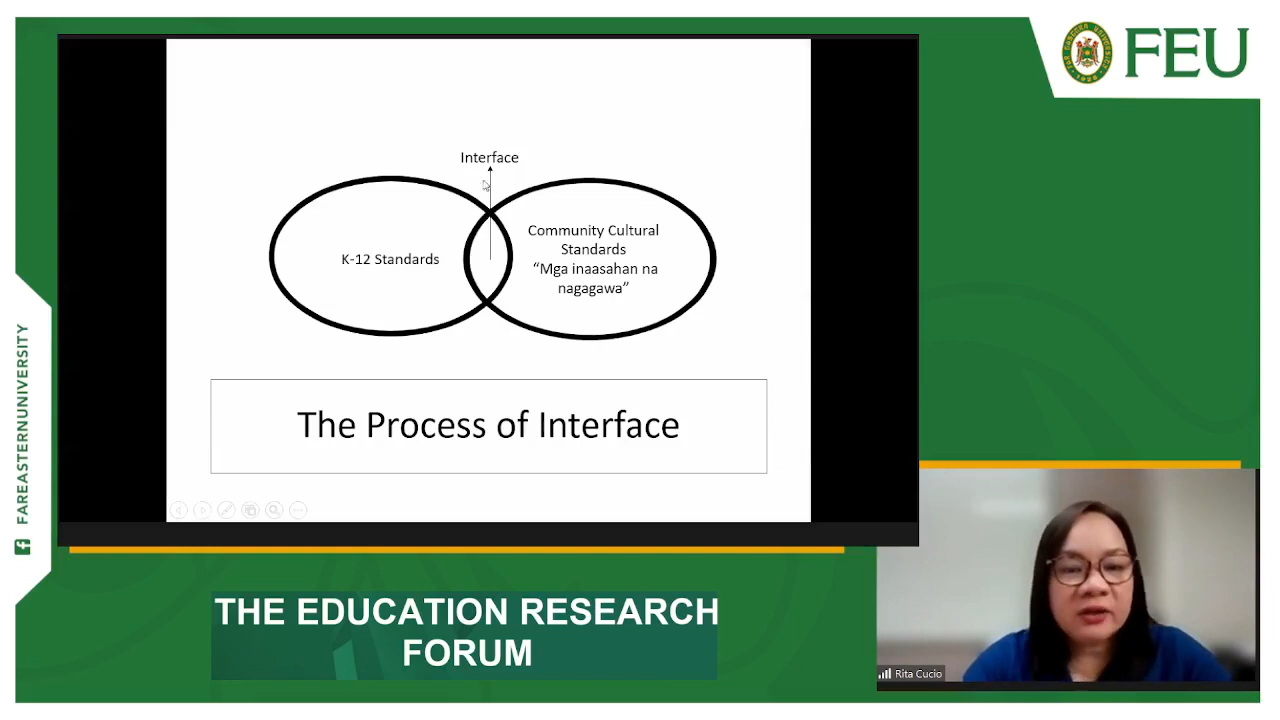 FEU
Interface
K-12 Standards
Community Cultural
Standards
“Mga inaasahan na
nagagawa”
The Process of Interface
FAREASTERNUNIVERSITY
THE EDUCATION RESEARCH
FORUM
Rita Cucio